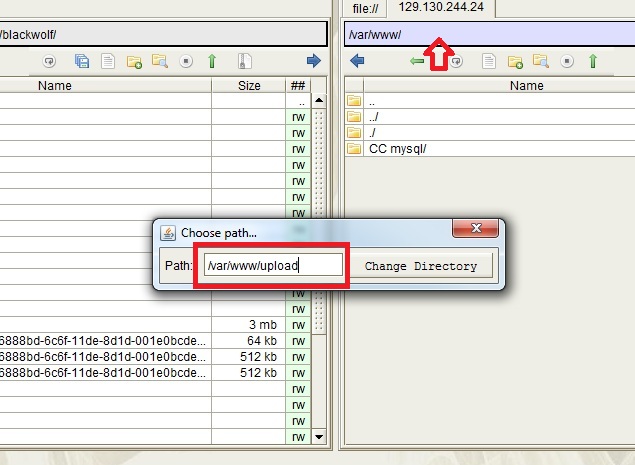 file://
129.130.244.24
/blackwolf/
/var/www/
Name
Size
##
Name
..
rw
rw
rw
rw
rw
rw
rw
rw
..
../
./
CC mysql/
Choose path...
Path:
/var/www/upload
Change Directory
rw
rw
rw
rw
3 mb
rw
6888bd-6c6f-11de-8d1d-001e0bcde...
64 kb
rw
6888bd-6c6f-11de-8d1d-001e0bcde...
512 kb
rw
6888bd-6c6f-11de-8d1d-001e0bcde...
512 kb
rw
rw
rw
rw